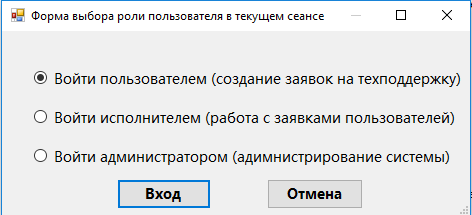 Форма выбора роли пользователя в текущем сеансе
Войти пользователем (создание заявок на техподдержку)
Войти исполнителем (работа с заявками пользователей)
Войти администратором (адимнистрирование системы)
Вход Отмена